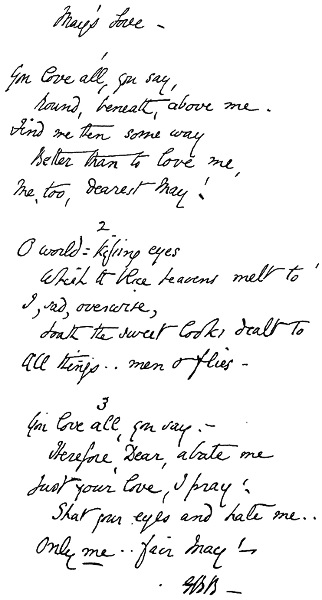 May's Love —
1
You love all, you say,
Round, beneath, above me.
Find me then some way
Better than to love me,
Me, too, dearest May!
2
O world-kissing eyes
Which the blue heavens melt to!
I, sad, overwise,
Loathe the sweet looks dealt to
All things .. men & flies —
3
You love all, you say. —
Therefore, Dear, abate me
Just your love, I pray!
Shut your eyes and hate me ..
Only me .. fair May! —
EBB —